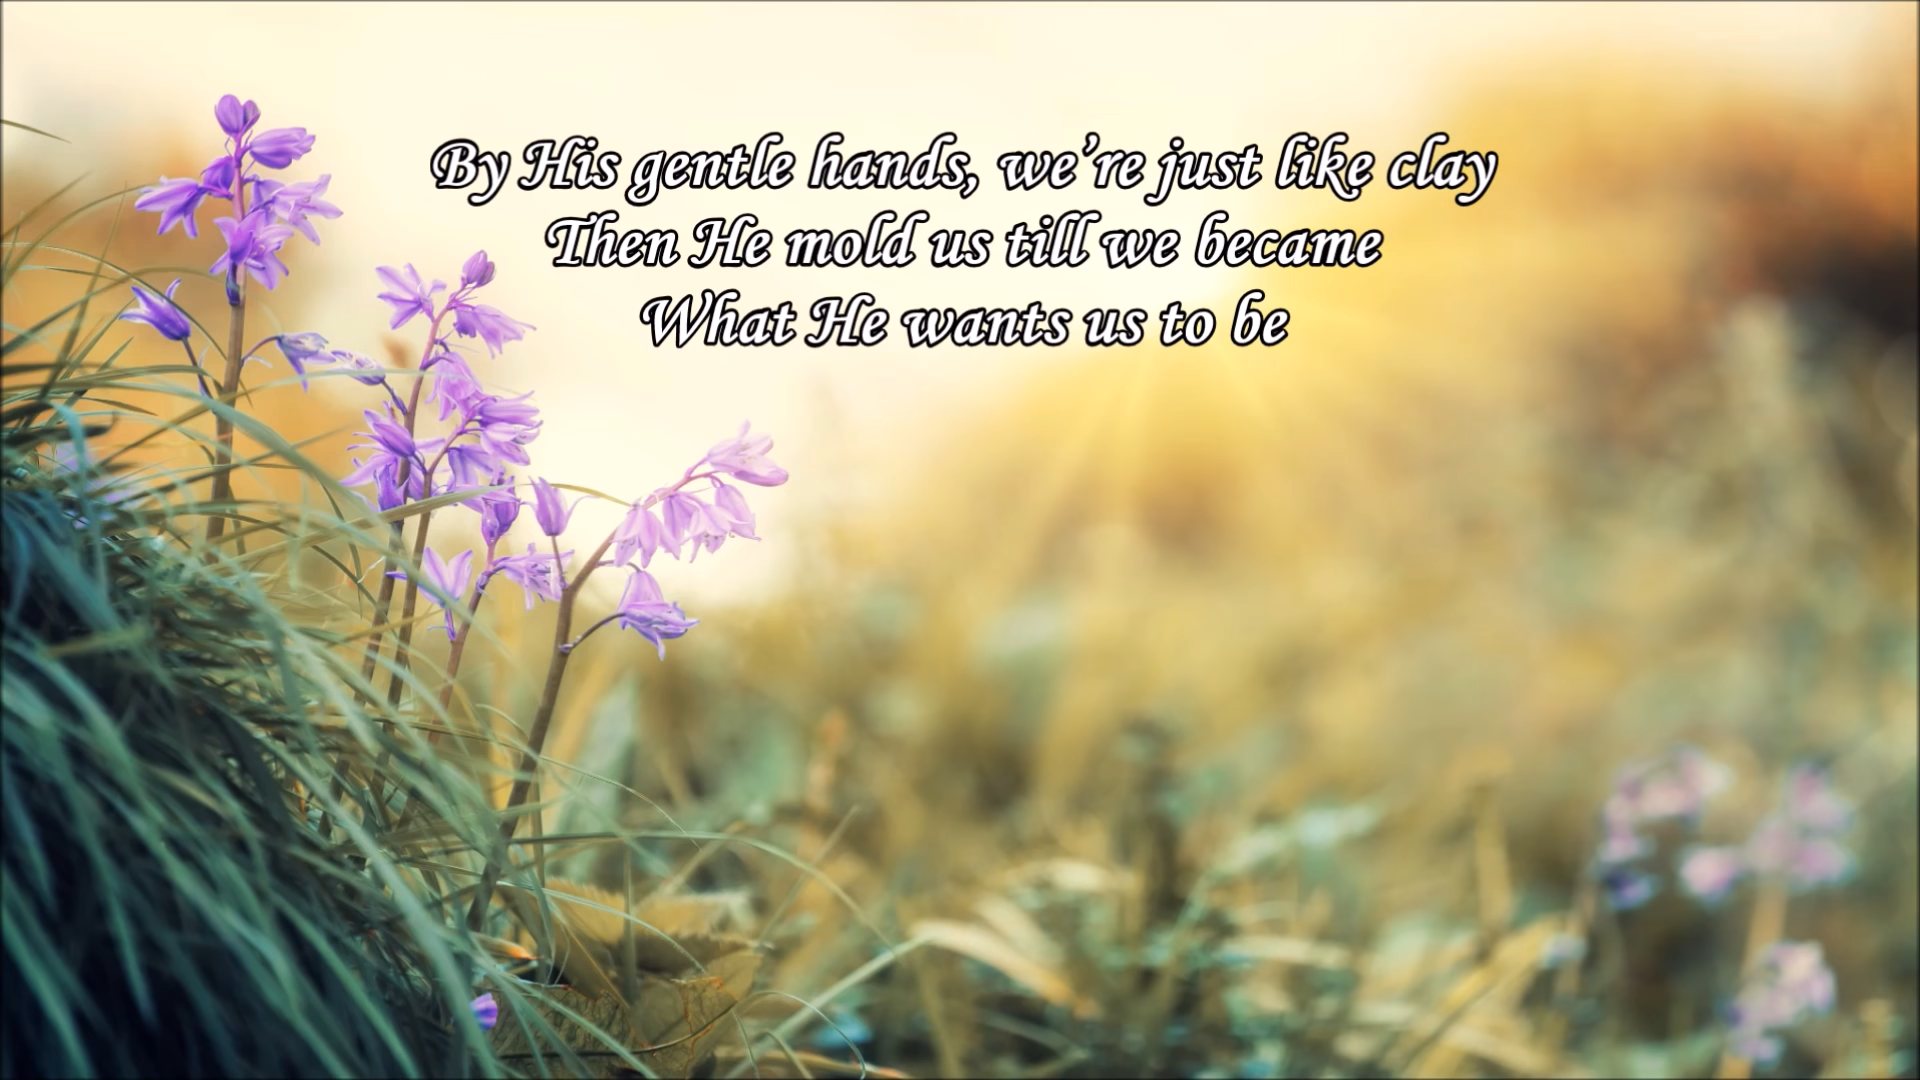 By His gentle hands, we’re just like clay
Then He mold us till we became
What He wants us to be